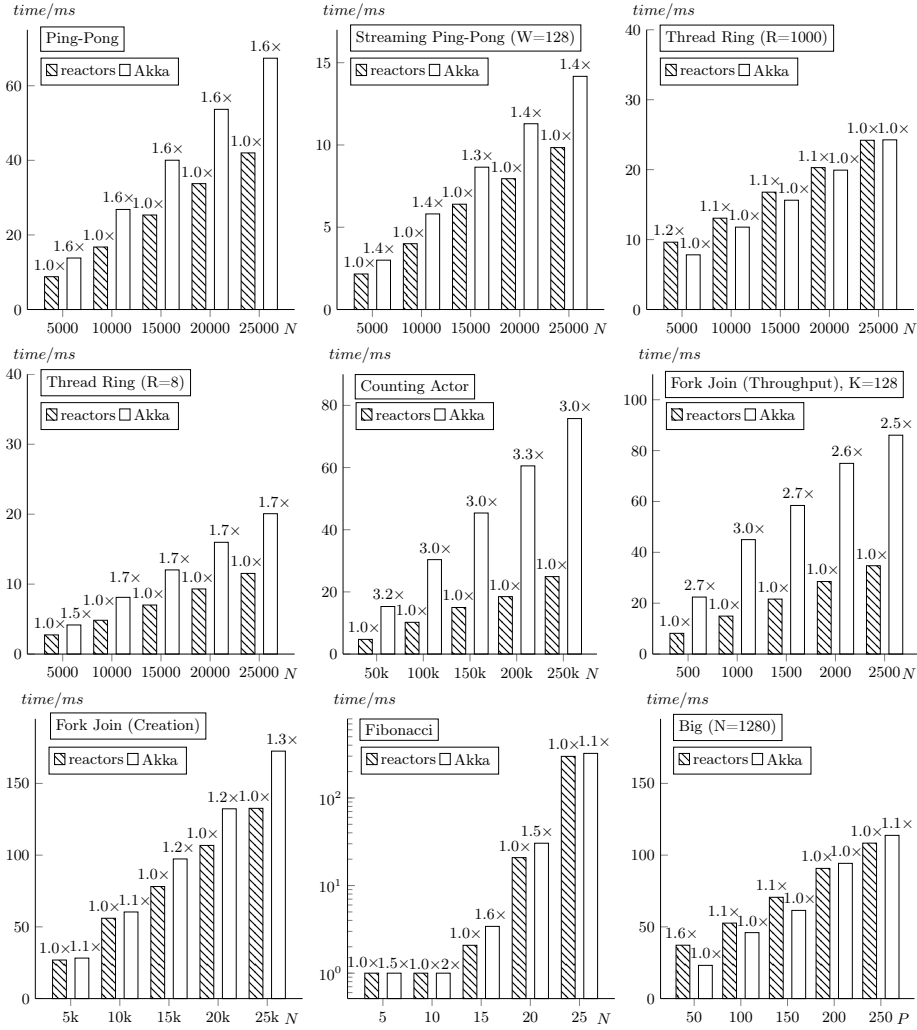 time/ms
Ping-Pong
reactors Akka
1.0× 1.6× 1.0× 1.6× 1.0× 1.6× 1.0× 1.6× 1.0× 1.6×
0 20 40 60
5000 10000 15000 20000 25000 N
time/ms
Streaming Ping-Pong (W=128)
reactors Akka
1.0× 1.4× 1.0× 1.4× 1.0× 1.3× 1.0× 1.4× 1.0× 1.4×
0 5 10 15
5000 10000 15000 20000 25000 N
time/ms
Thread Ring (R=1000)
reactors Akka
1.2× 1.0× 1.1× 1.0× 1.1× 1.0× 1.1× 1.0× 1.0× 1.0×
0 10 20 30 40
5000 10000 15000 20000 25000 N
time/ms
Thread Ring (R=8)
reactors Akka
1.0× 1.5× 1.0× 1.7× 1.0× 1.7× 1.0× 1.7× 1.0× 1.7×
0 10 20 30 40
5000 10000 15000 20000 25000 N
time/ms
Counting Actor
reactors Akka
1.0× 3.2× 1.0× 3.0× 1.0× 3.0× 1.0× 3.3× 1.0× 3.0×
0 20 40 60 80
50k 100k 150k 200k 250k N
time/ms
Fork Join (Throughput), K=128
reactors Akka
1.0× 2.7× 1.0× 3.0× 1.0× 2.7× 1.0× 2.6× 1.0× 2.5×
0 20 40 60 80 100
500 1000 1500 2000 2500 N
time/ms
Fork Join (Creation)
reactors Akka
1.0× 1.1× 1.0× 1.1× 1.0× 1.2× 1.0× 1.2× 1.0× 1.3×
0 50 100 150
5k 10k 15k 20k 25k N
time/ms
Fibonacci
reactors Akka
1.0× 1.5× 1.0× 2× 1.0× 1.6× 1.0× 1.5× 1.0× 1.1×
10⁰ 10¹ 10²
5 10 15 20 25 N
time/ms
Big (N=1280)
reactors Akka
1.6× 1.0× 1.1× 1.0× 1.1× 1.0× 1.0× 1.0× 1.0× 1.1×
0 50 100 150
50 100 150 200 250 P